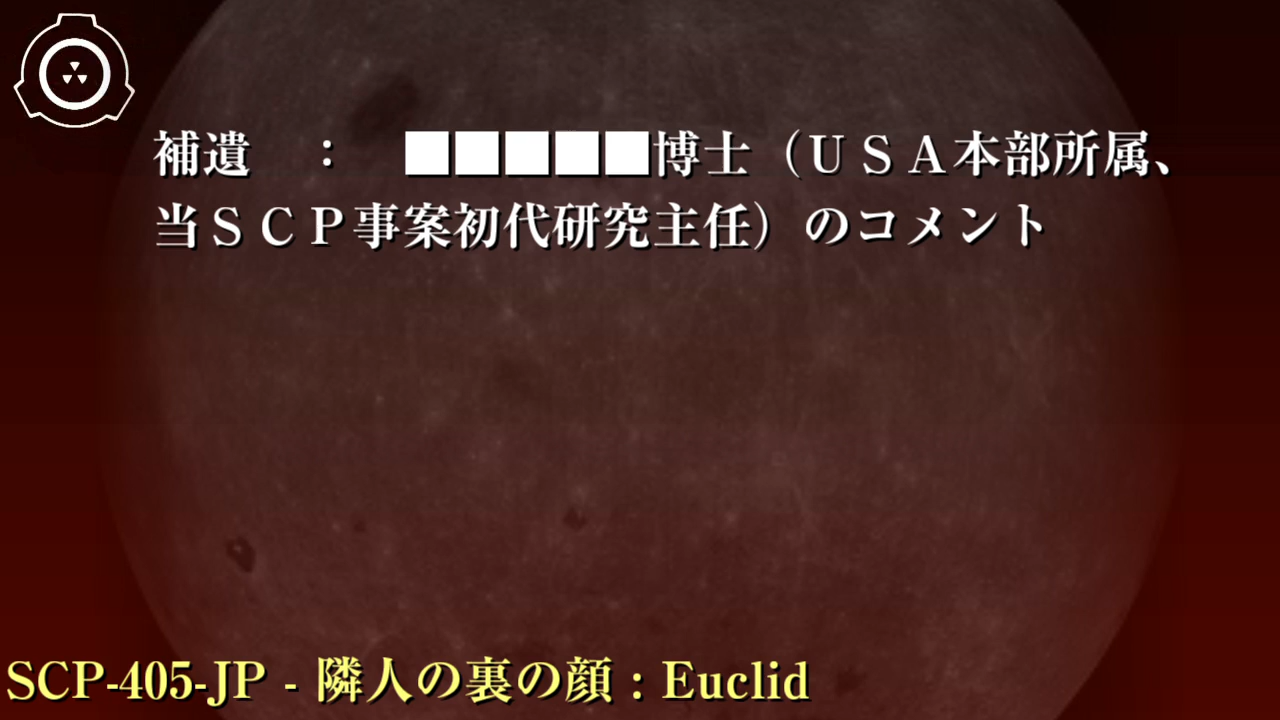 補遺　：　■■■■■博士（ＵＳＡ本部所属、
当ＳＣＰ事案初代研究主任）のコメント
SCP-405-JP - 隣人の裏の顔 : Euclid